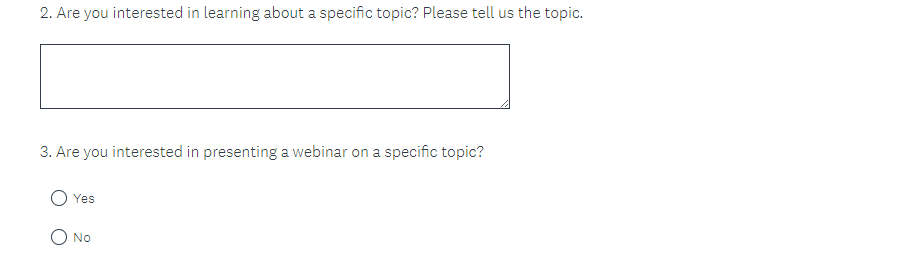 2. Are you interested in learning about a specific topic? Please tell us the topic.
3. Are you interested in presenting a webinar on a specific topic?
Yes
No